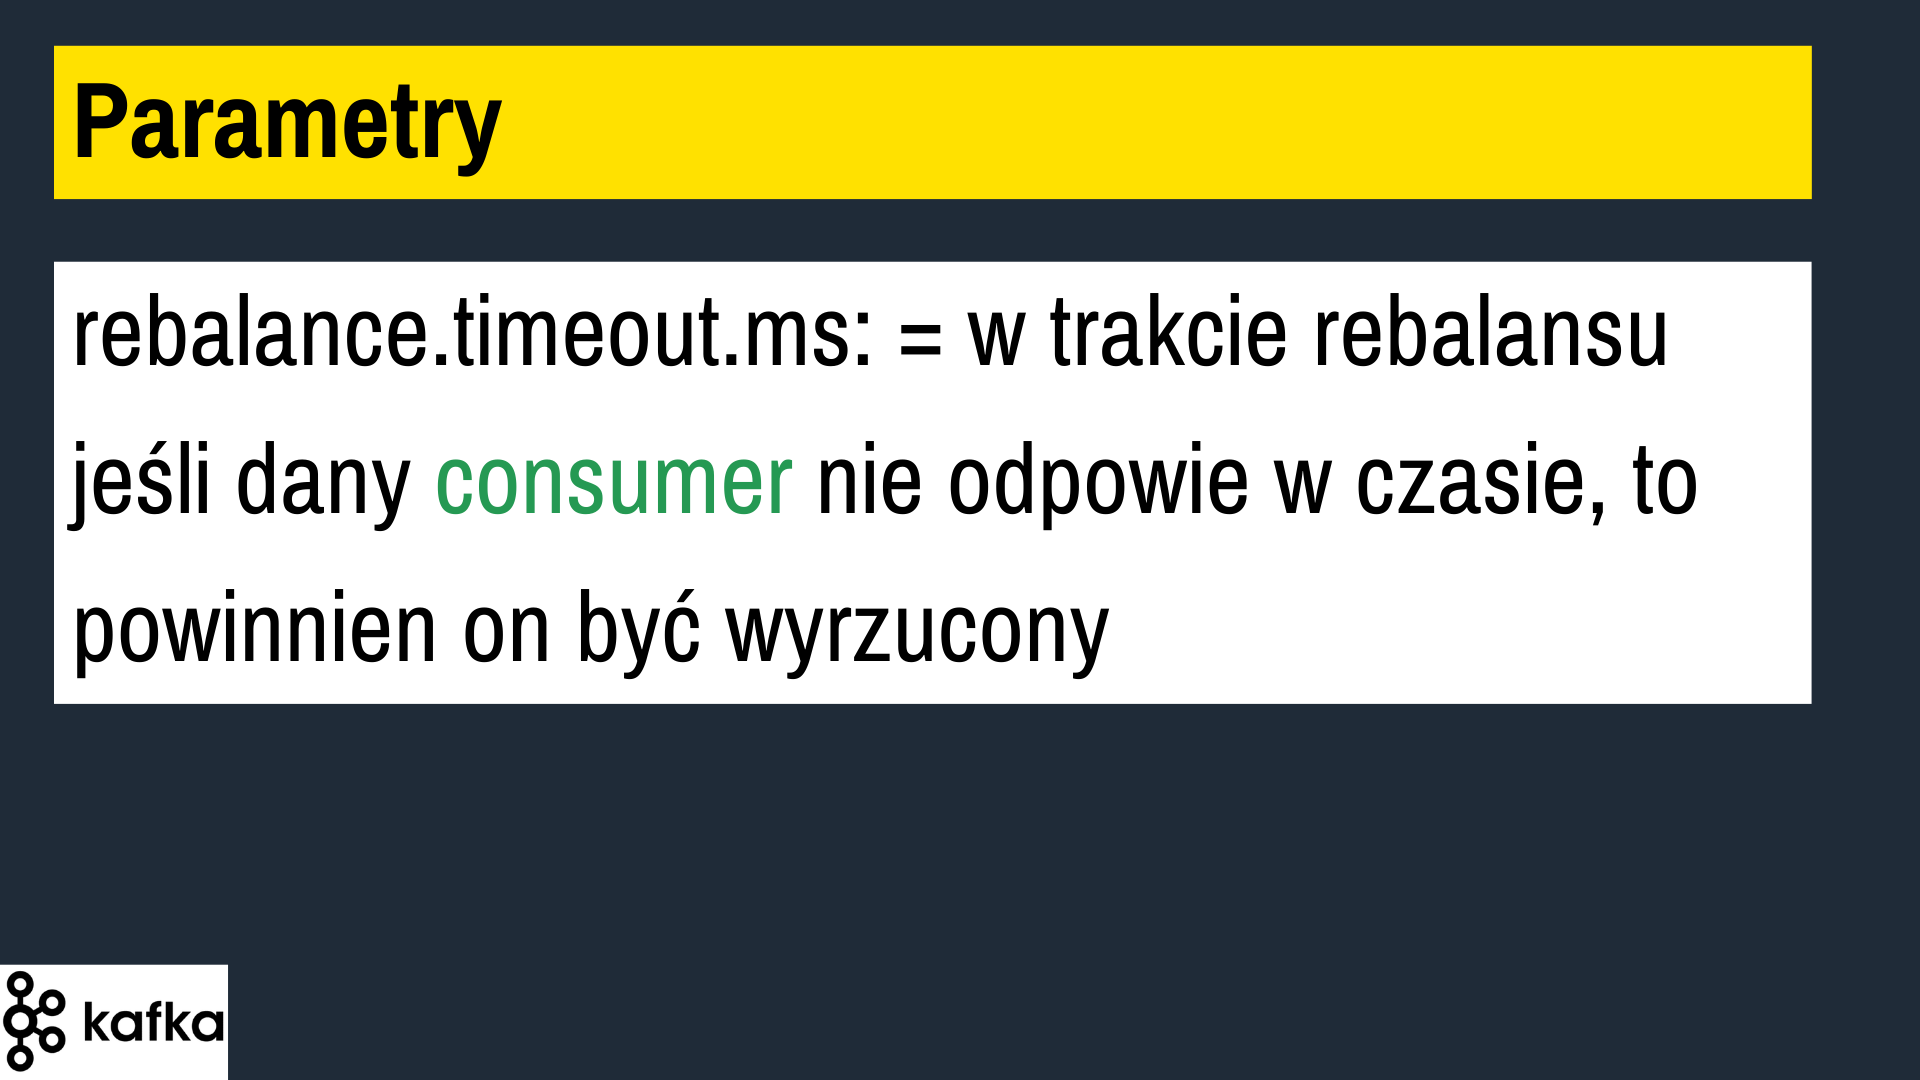 Parametry
rebalance.timeout.ms: = w trakcie rebalansu
jeśli dany consumer nie odpowie w czasie, to
powinnien on być wyrzucony
kafka